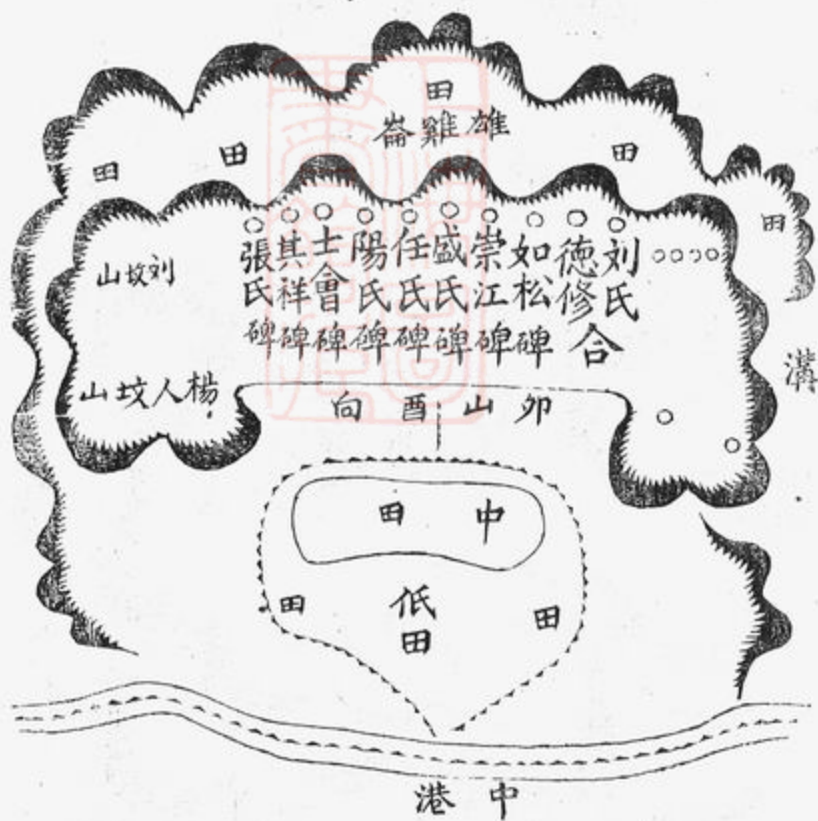 田
雄雞崙
田
田
田
田
刘氏
德修合
如松碑
崇江碑
盛氏碑
任氏碑
陽氏碑
士會碑
其祥碑
張氏碑
刘坟山
楊人坟山
溝
卯山酉向
中田
田
低田
田
中港